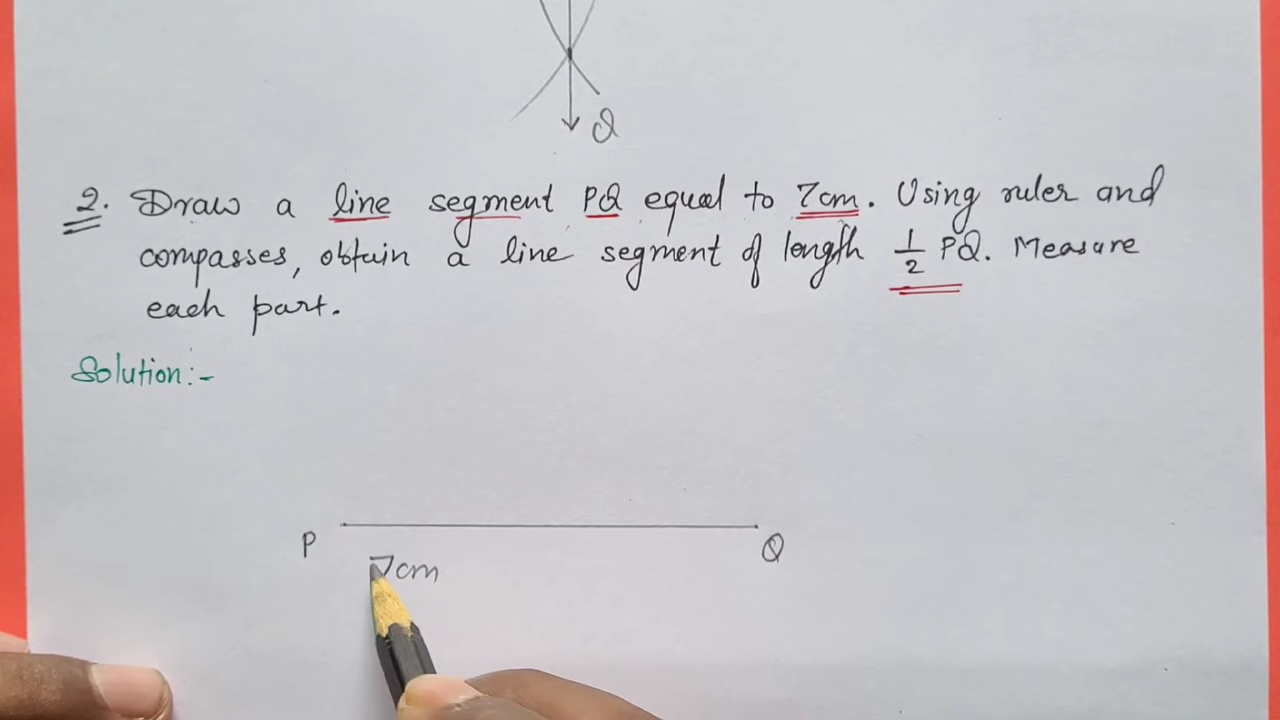 Q
2. Draw a line segment PQ equal to 7cm. Using ruler and
compasses, obtain a line segment of length 1/2 PQ. Measure
each part.
Solution:-
P Q
7cm